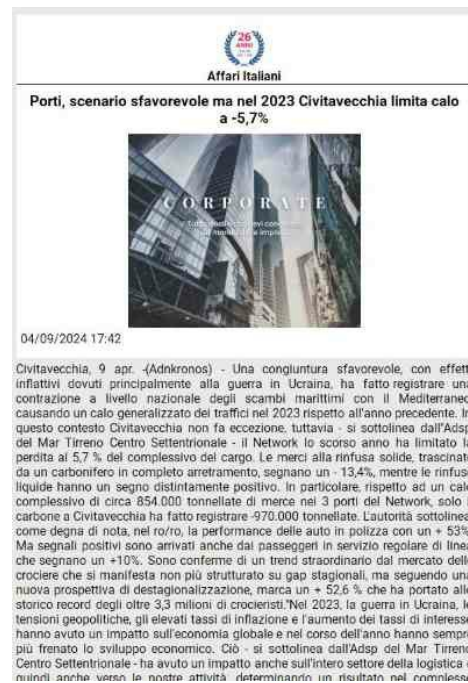 26
ANNI
Affari Italiani
Porti, scenario sfavorevole ma nel 2023 Civitavecchia limita calo
a -5,7%
CORPORATE
04/09/2024 17:42
Civitavecchia, 9 apr. -(Adnkronos) - Una congiuntura sfavorevole, con effett
inflattivi dovuti principalmente alla guerra in Ucraina, ha fatto registrare una
contrazione a livello nazionale degli scambi marittimi con il Mediterraneo
causando un calo generalizzato dei traffici nel 2023 rispetto all'anno precedente. In
questo contesto Civitavecchia non fa eccezione, tuttavia - si sottolinea dall'Adsp
del Mar Tirreno Centro Settentrionale - il Network lo scorso anno ha limitato la
perdita al 5,7 % del complessivo del cargo. Le merci alla rinfusa solide, trascinate
da un carbonifero in completo arretramento, segnano un - 13,4%, mentre le rinfuse
liquide hanno un segno distintamente positivo. In particolare, rispetto ad un calo
complessivo di circa 854.000 tonnellate di merce nei 3 porti del Network, solo i
carbone a Civitavecchia ha fatto registrare -970.000 tonnellate. L'autorità sottolinea
come degna di nota, nel ro/ro, la performance delle auto in polizza con un + 53%
Ma segnali positivi sono arrivati anche dai passeggeri in servizio regolare di linea
che segnano un +10%. Sono conferme di un trend straordinario dal mercato delle
crociere che si manifesta non più strutturato su gap stagionali, ma seguendo una
nuova prospettiva di destagionalizzazione, marca un + 52,6 % che ha portato allo
storico record degli oltre 3,3 milioni di crocieristi."Nel 2023, la guerra in Ucraina, le
tensioni geopolitiche, gli elevati tassi di inflazione e l'aumento dei tassi di interesse
hanno avuto un impatto sull'economia globale e nel corso dell'anno hanno sempre
più frenato lo sviluppo economico. Ciò - si sottolinea dall'Adsp del Mar Tirreno
Centro Settentrionale - ha avuto un impatto anche sull'intero settore della logistica e
quindi anche verso le nostre attività, determinando un risultato nel complesso